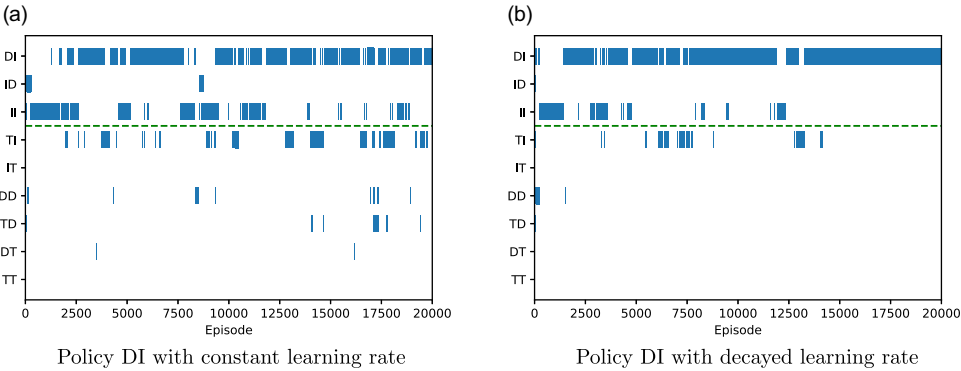 (a)
DI
ID
II
TI
IT
DD
TD
DT
TT
0 2500 5000 7500 10000 12500 15000 17500 20000
Episode
Policy DI with constant learning rate
(b)
DI
ID
II
TI
IT
DD
TD
DT
TT
0 2500 5000 7500 10000 12500 15000 17500 20000
Episode
Policy DI with decayed learning rate